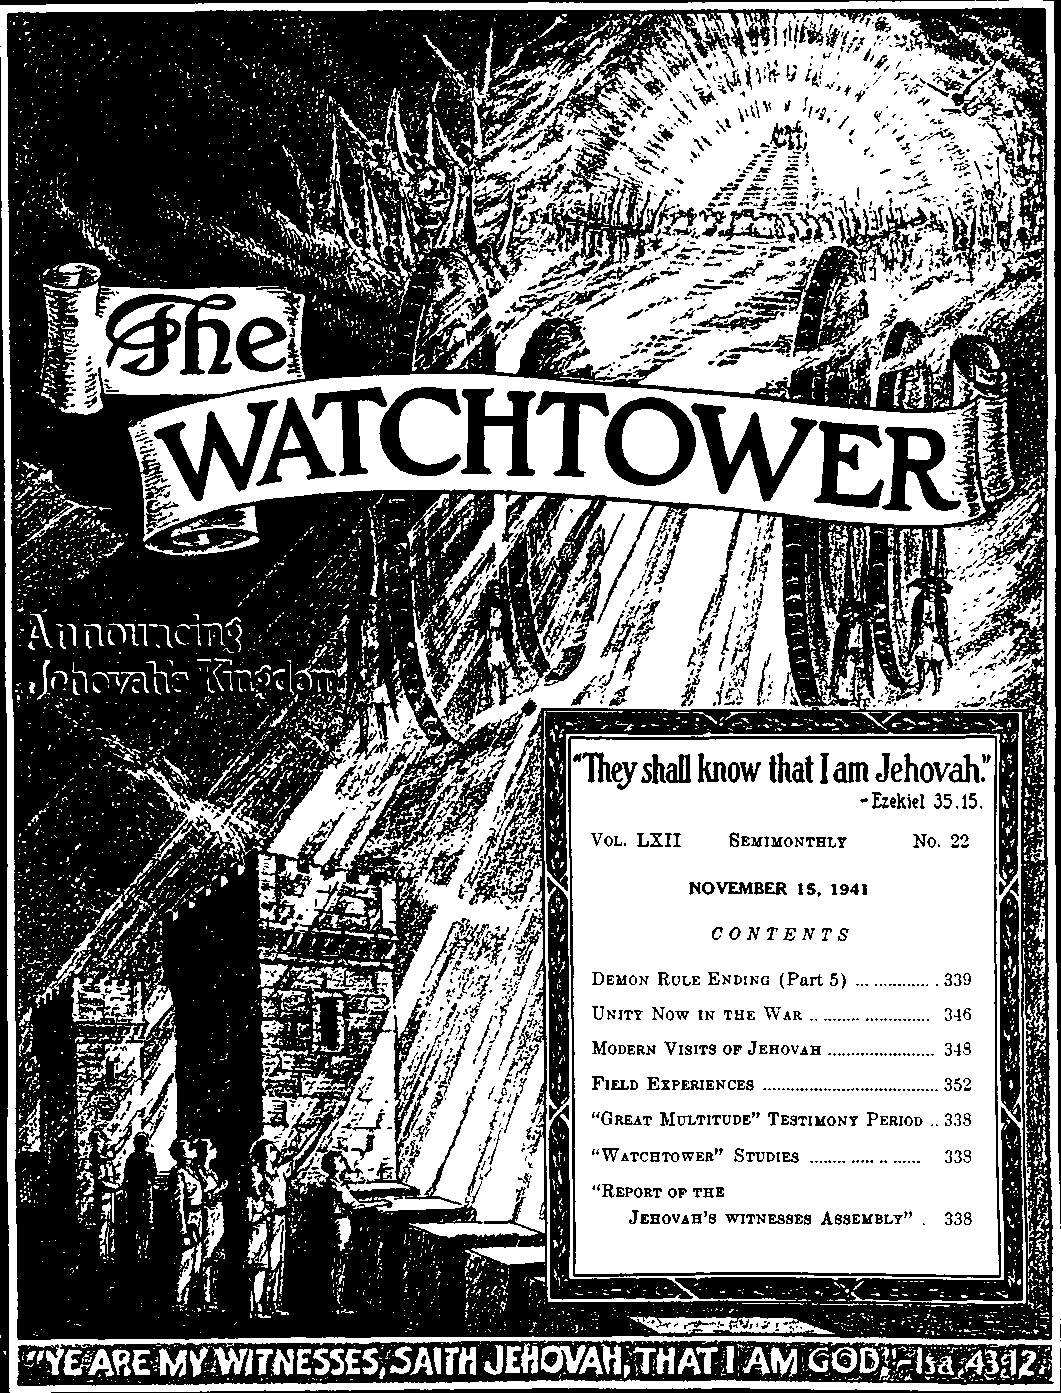 The
WATCHTOWER
Announcing
Jehovah's Kingdom
"They shall know that I am Jehovah."
-Ezekiel 35.15.
VOL. LXII SEMIMONTHLY No. 22
NOVEMBER 15, 1941
CONTENTS
DEMON RULE ENDING (Part 5) ................ 339
UNITY NOW IN THE WAR ........................ 346
MODERN VISITS OF JEHOVAH ...................... 348
FIELD EXPERIENCES .................................... 352
"GREAT MULTITUDE" TESTIMONY PERIOD .. 338
"WATCHTOWER" STUDIES ...................... 338
"REPORT OF THE
JEHOVAH'S WITNESSES ASSEMBLY" . 338
"YE ARE MY WITNESSES, SAITH JEHOVAH, THAT I AM GOD."-Isa. 43:12